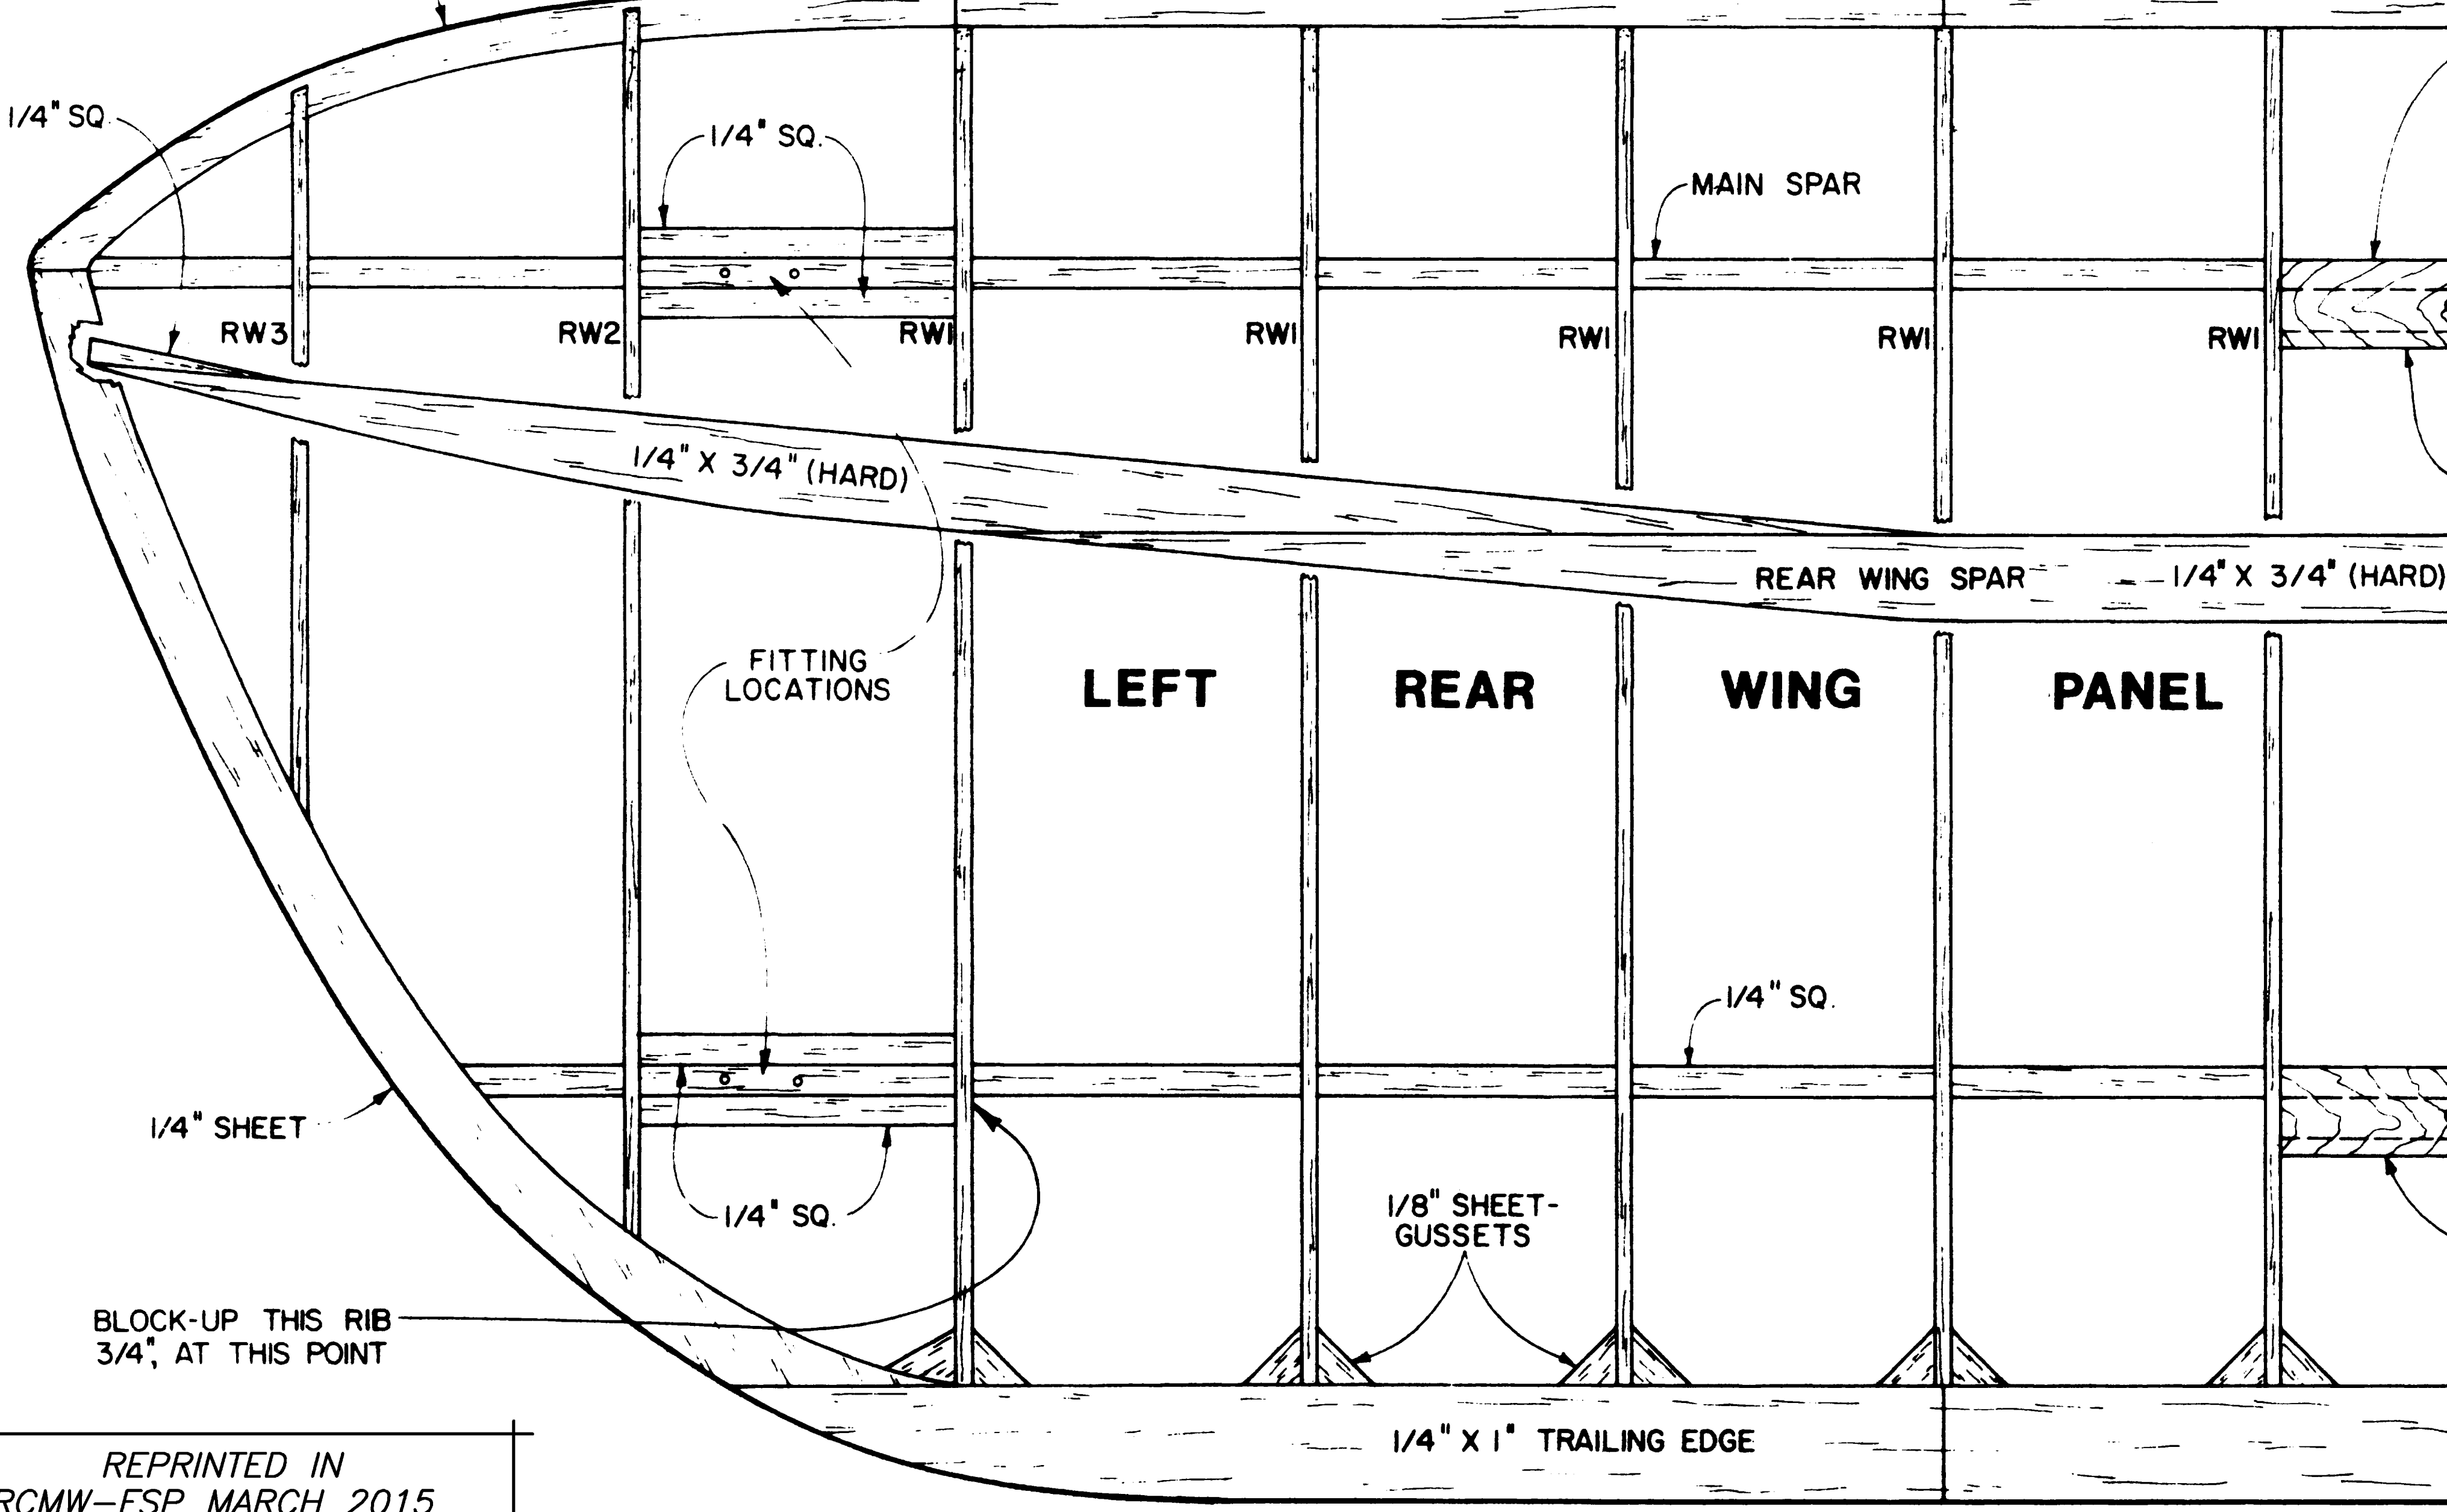 1/4" SQ.
1/4" SQ.
MAIN SPAR
RW3
RW2
RW1
RW1
RW1
RW1
RW1
1/4" X 3/4" (HARD)
REAR WING SPAR
1/4" X 3/4" (HARD)
FITTING
LOCATIONS
LEFT REAR WING PANEL
1/4" SQ.
1/4" SHEET
1/4" SQ.
1/8" SHEET-
GUSSETS
BLOCK-UP THIS RIB
3/4", AT THIS POINT
1/4" X 1" TRAILING EDGE
REPRINTED IN
RCMW-ESP MARCH 2015